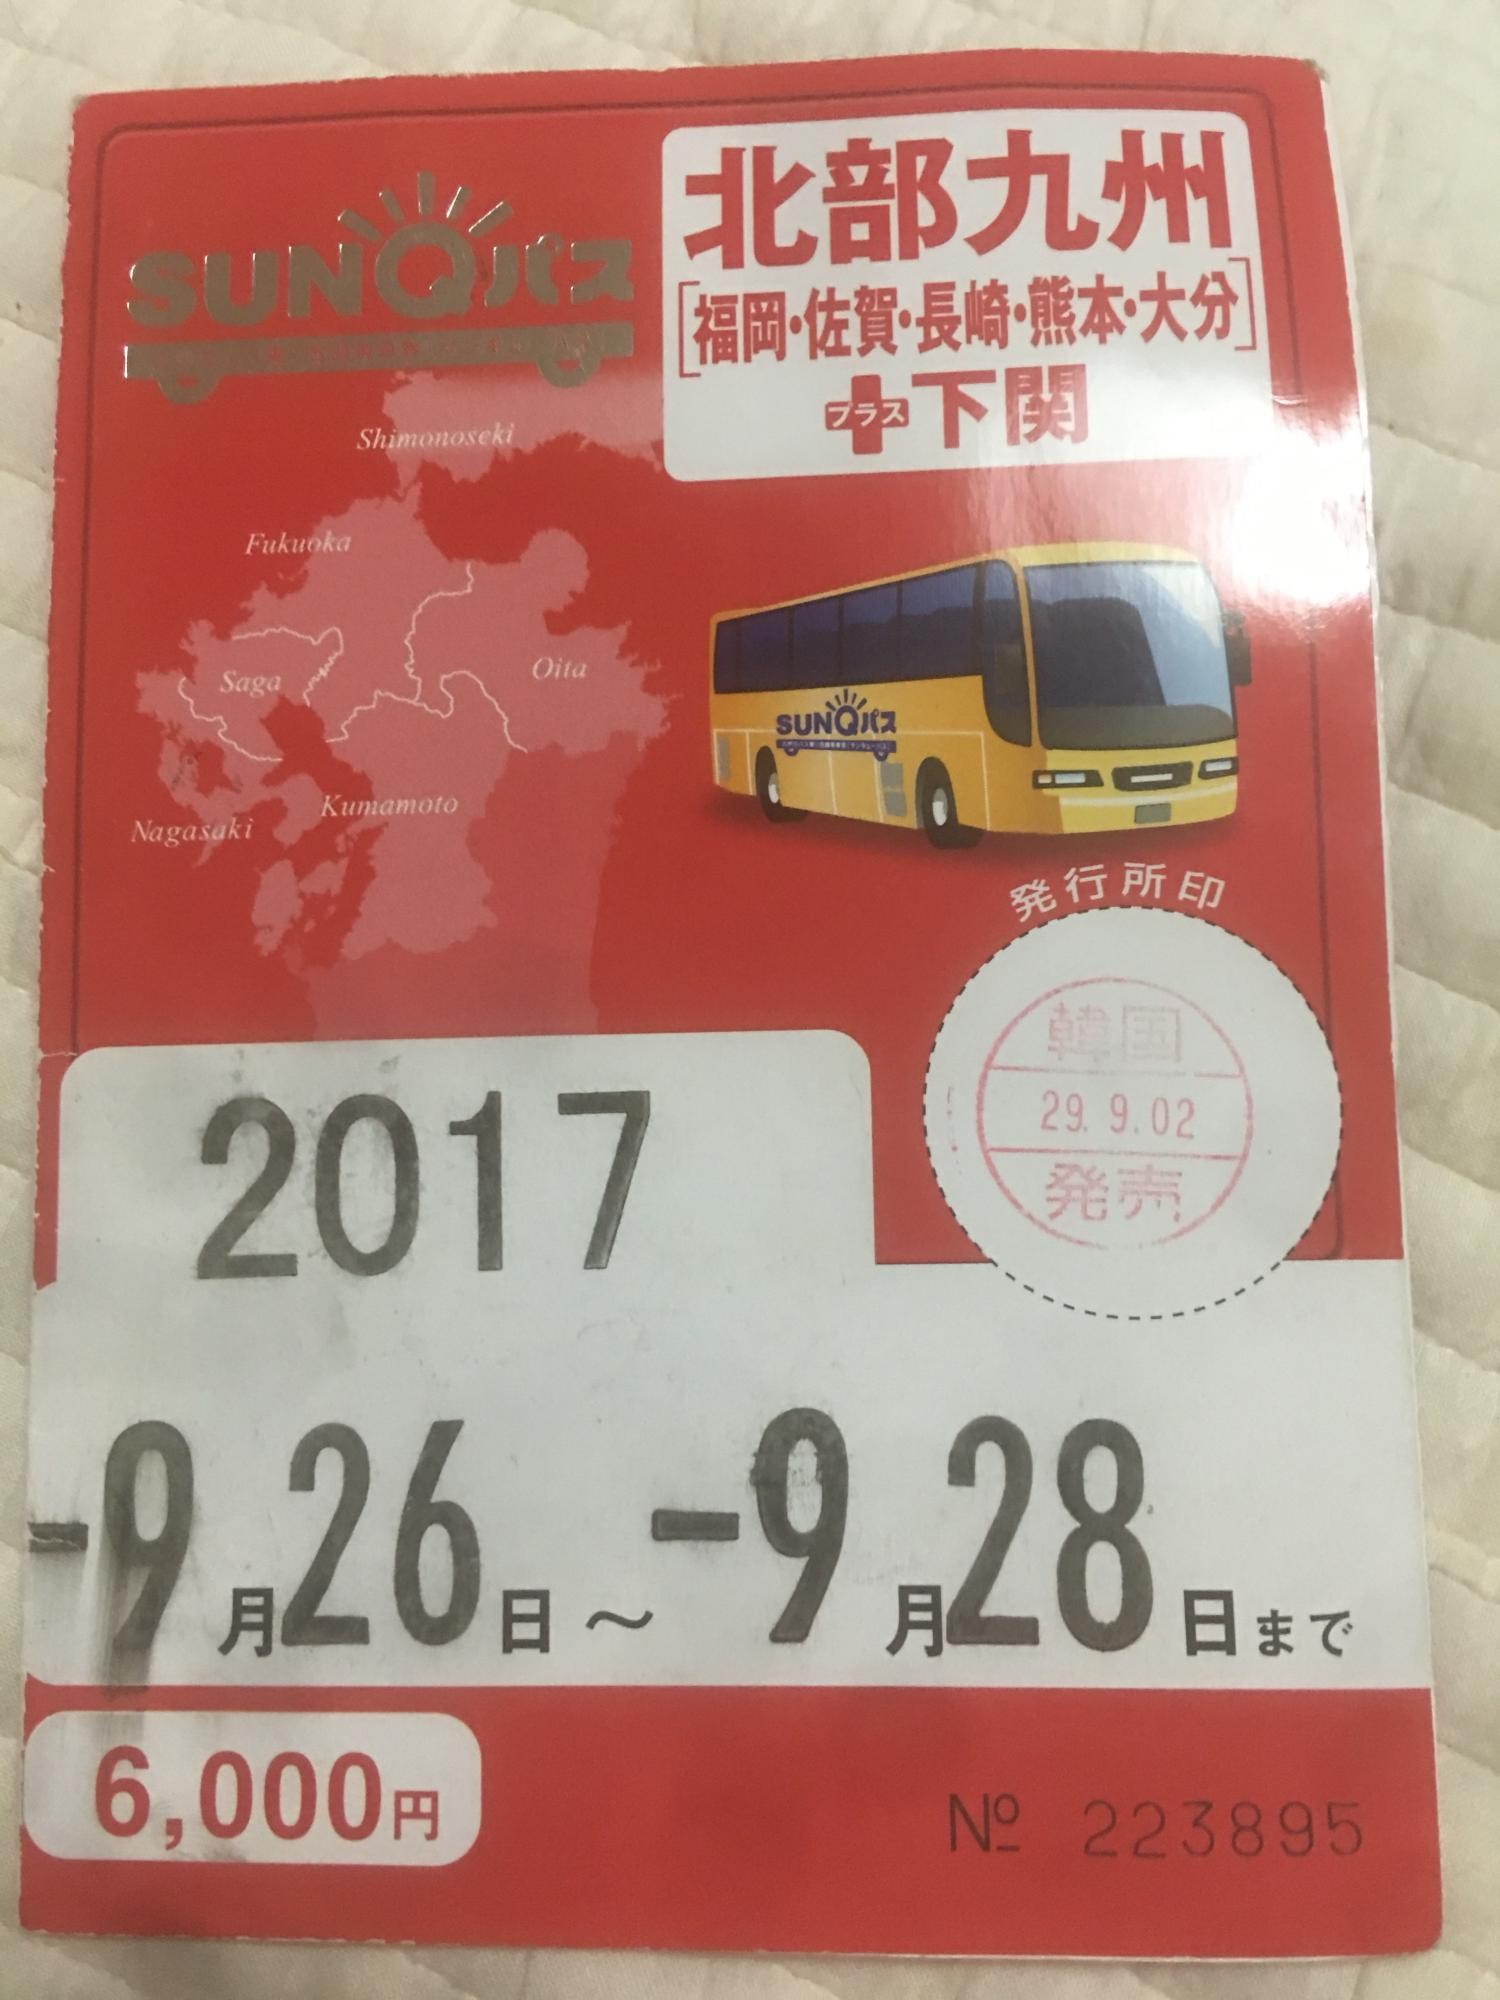 SUNQパス
北部九州
[福岡・佐賀・長崎・熊本・大分]
プラス 下関
Shimonoseki
Fukuoka
Saga
Oita
Kumamoto
Nagasaki
SUNQパス
発行所印
韓国
29. 9. 02
発売
2017
-9月26日～-9月28日まで
6,000円
№ 223895